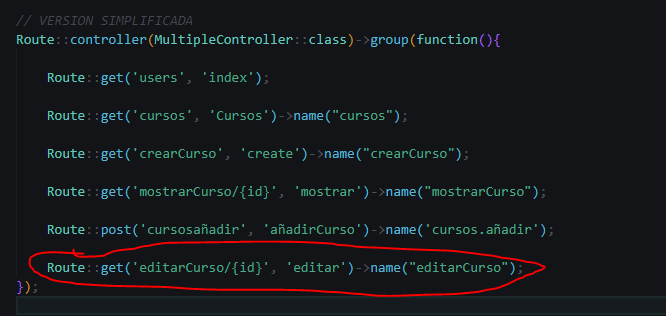 // VERSION SIMPLIFICADA
Route::controller(MultipleController::class)->group(function(){
Route::get('users', 'index');
Route::get('cursos', 'Cursos')->name("cursos");
Route::get('crearCurso', 'create')->name("crearCurso");
Route::get('mostrarCurso/{id}', 'mostrar')->name("mostrarCurso");
Route::post('cursosañadir', 'añadirCurso')->name('cursos.añadir');
Route::get('editarCurso/{id}', 'editar')->name("editarCurso");
});